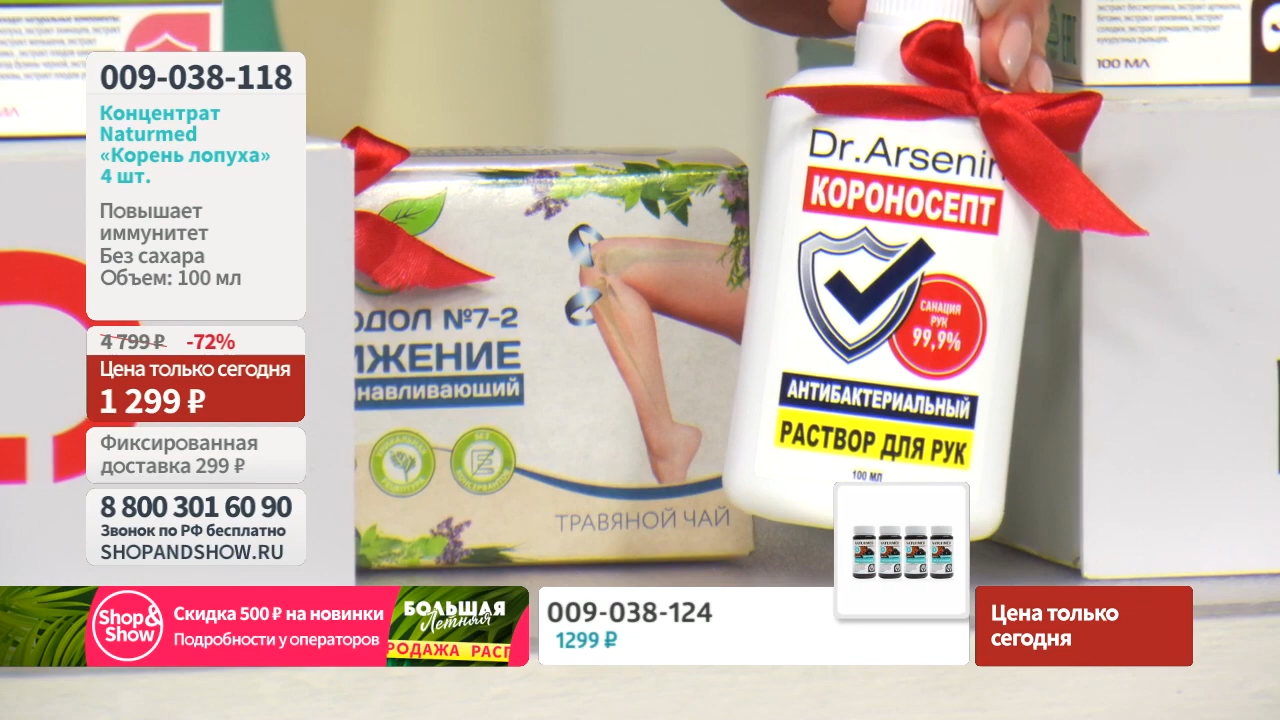 009-038-118
Концентрат
Naturmed
«Корень лопуха»
4 шт.
Повышает
иммунитет
Без сахара
Объем: 100 мл
4 799 ₽ -72%
Цена только сегодня
1 299 ₽
Фиксированная
доставка 299 ₽
8 800 301 60 90
Звонок по РФ бесплатно
SHOPANDSHOW.RU
Shop&
Show
Скидка 500 ₽ на новинки
Подробности у операторов
БОЛЬШАЯ
Летняя
РОДАЖА РАСП
009-038-124
1299 ₽
Цена только
сегодня
ОДОЛ №7-2
ИЖЕНИЕ
навливающий
ТРАВЯНОЙ ЧАЙ
Dr.Arsenin
КОРОНОСЕПТ
САНАЦИЯ
РУК
99,9%
АНТИБАКТЕРИАЛЬНЫЙ
РАСТВОР ДЛЯ РУК
100 МЛ
100 МЛ